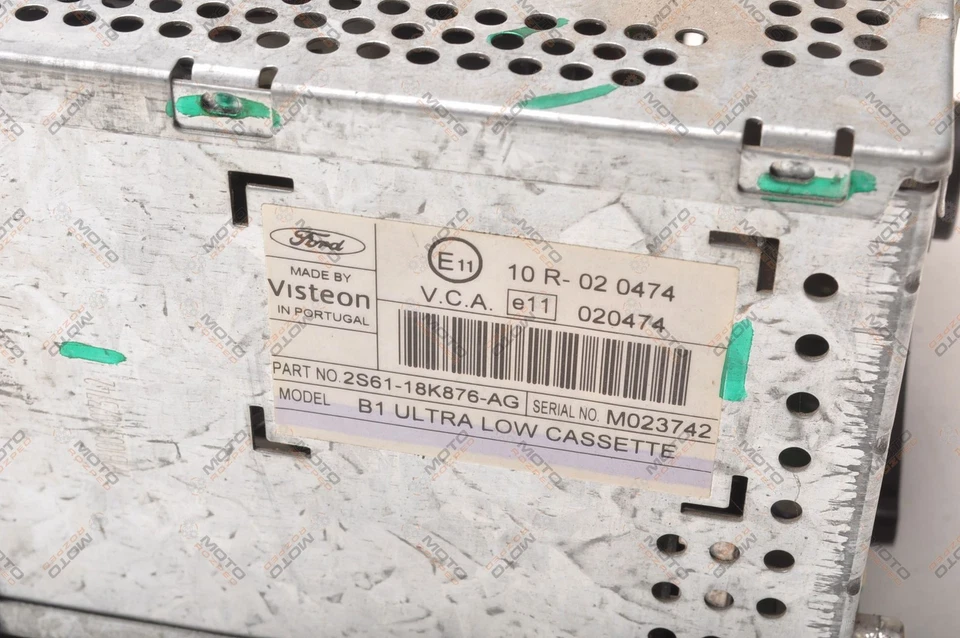 Ford
MADE BY
Visteon
IN PORTUGAL
E11 10 R- 02 0474
V.C.A. e11 020474
PART NO. 2S61-18K876-AG SERIAL NO. M023742
MODEL B1 ULTRA LOW CASSETTE
MOTO